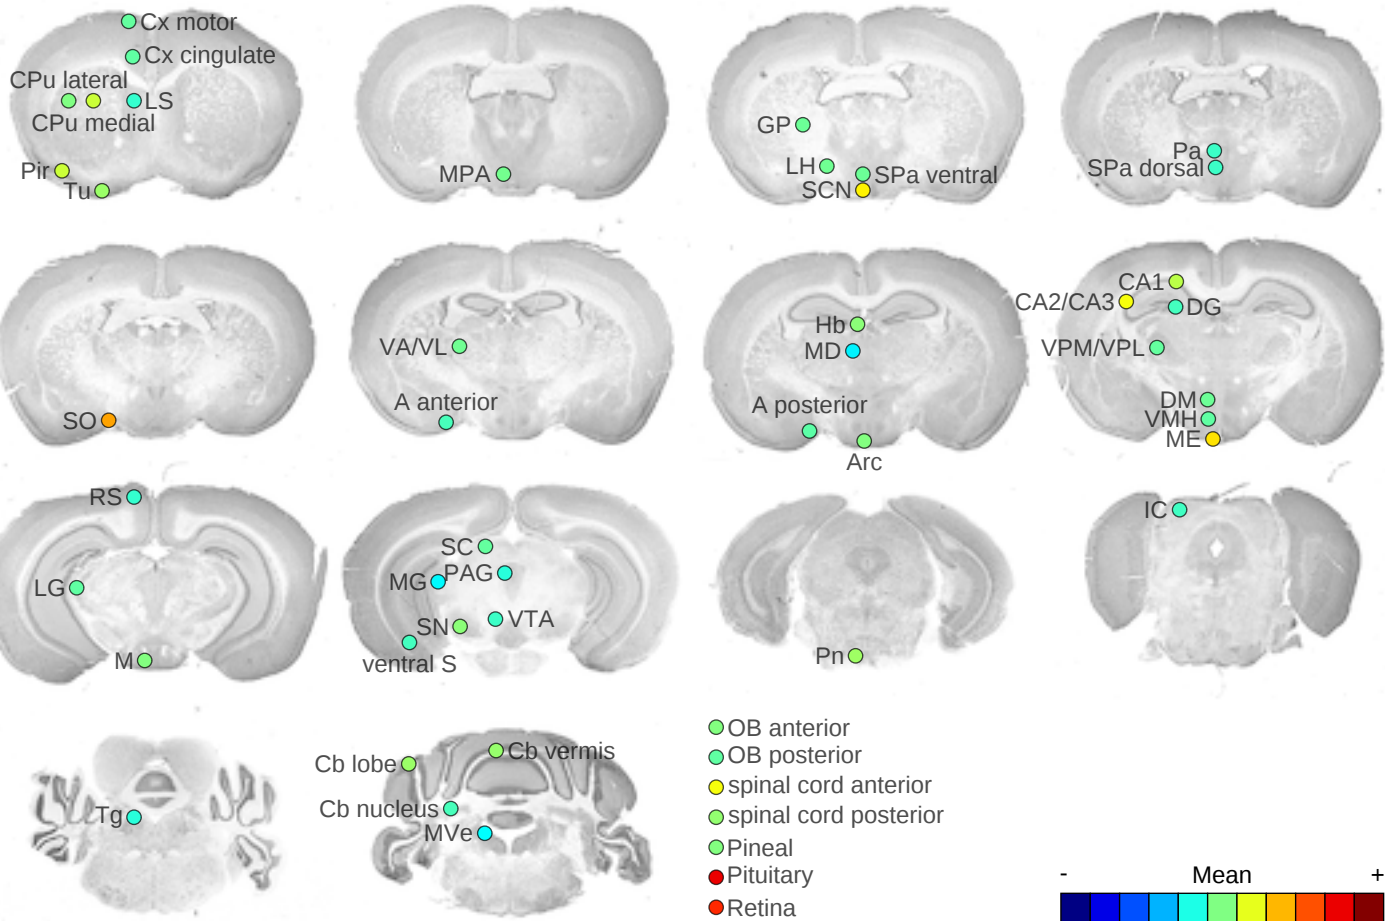 Cx motor
Cx cingulate
CPu lateral
LS
CPu medial
Pir
Tu
MPA
GP
LH
SPa ventral
SCN
Pa
SPa dorsal
SO
VA/VL
A anterior
Hb
MD
A posterior
Arc
CA1
CA2/CA3
DG
VPM/VPL
DM
VMH
ME
RS
LG
M
SC
MG
PAG
SN
VTA
ventral S
Pn
IC
Tg
Cb lobe
Cb vermis
Cb nucleus
MVe
OB anterior
OB posterior
spinal cord anterior
spinal cord posterior
Pineal
Pituitary
Retina
- Mean +